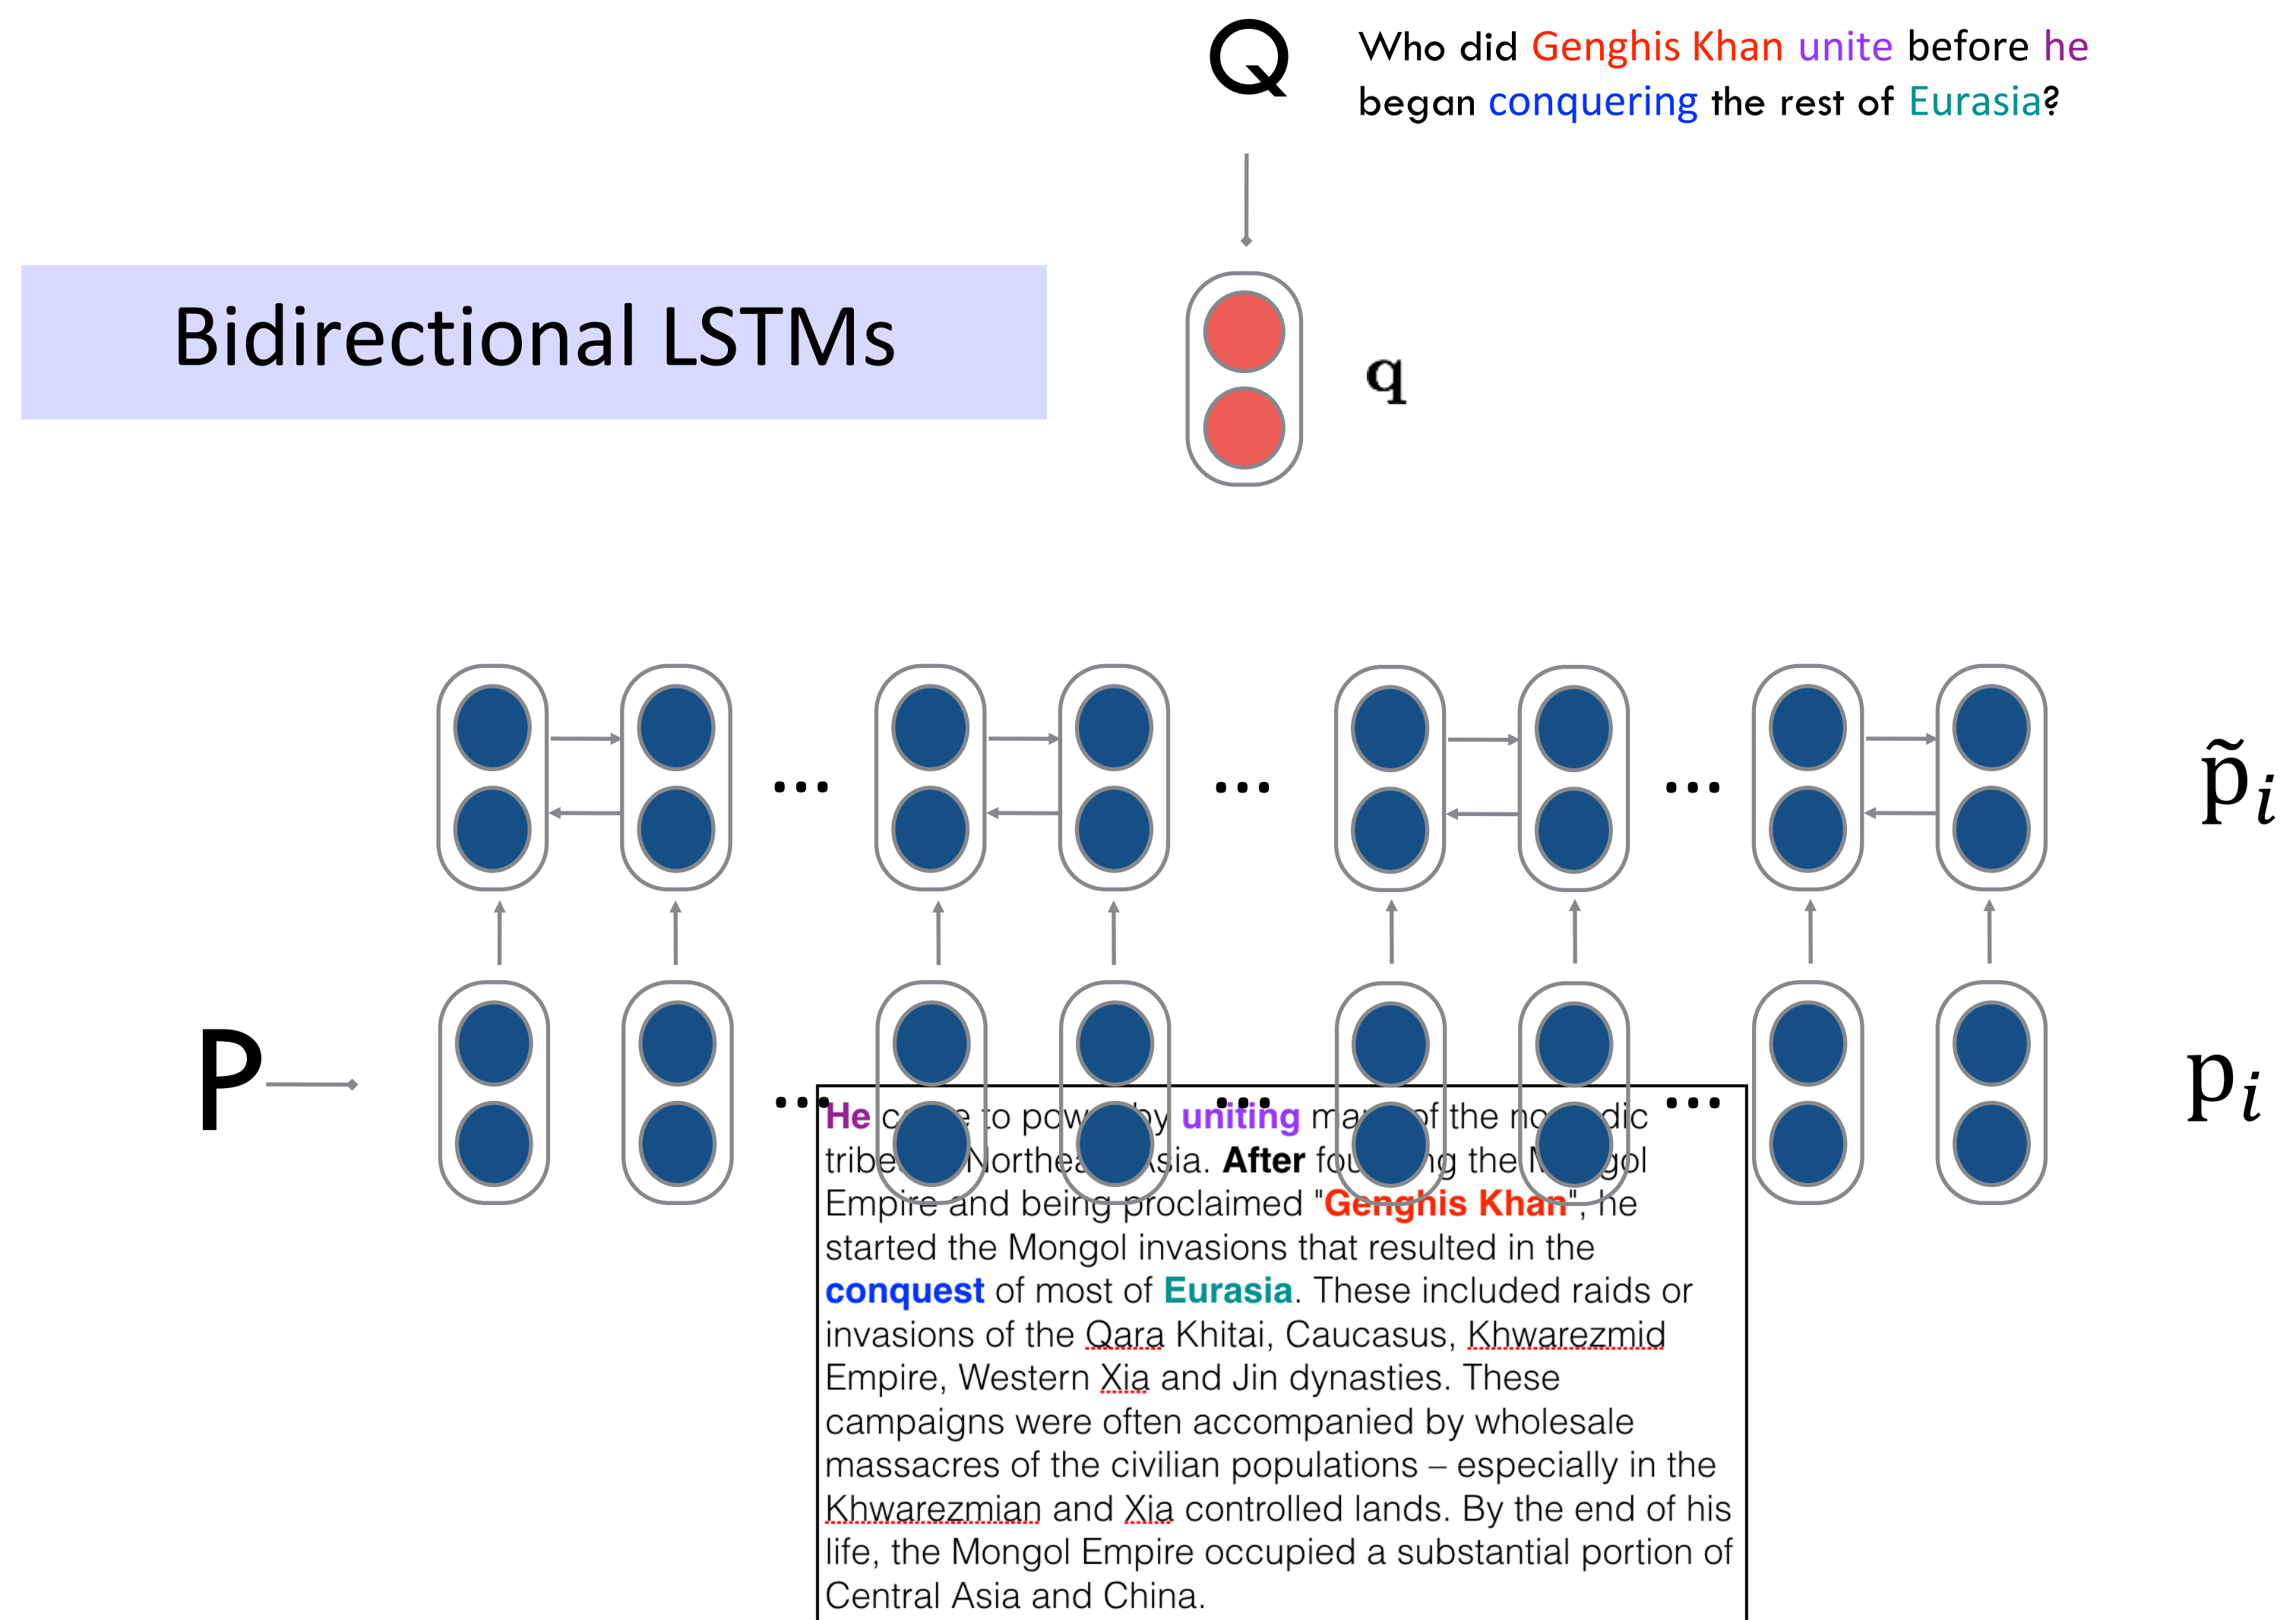 Q
Who did Genghis Khan unite before he
began conquering the rest of Eurasia?
Bidirectional LSTMs
q
...
...
...
p̃i
P
...
...
...
pi
He to by uniting of the
Asia. After the
Empire and being proclaimed "Genghis Khan", he
started the Mongol invasions that resulted in the
conquest of most of Eurasia. These included raids or
invasions of the Qara Khitai, Caucasus, Khwarezmid
Empire, Western Xia and Jin dynasties. These
campaigns were often accompanied by wholesale
massacres of the civilian populations – especially in the
Khwarezmian and Xia controlled lands. By the end of his
life, the Mongol Empire occupied a substantial portion of
Central Asia and China.